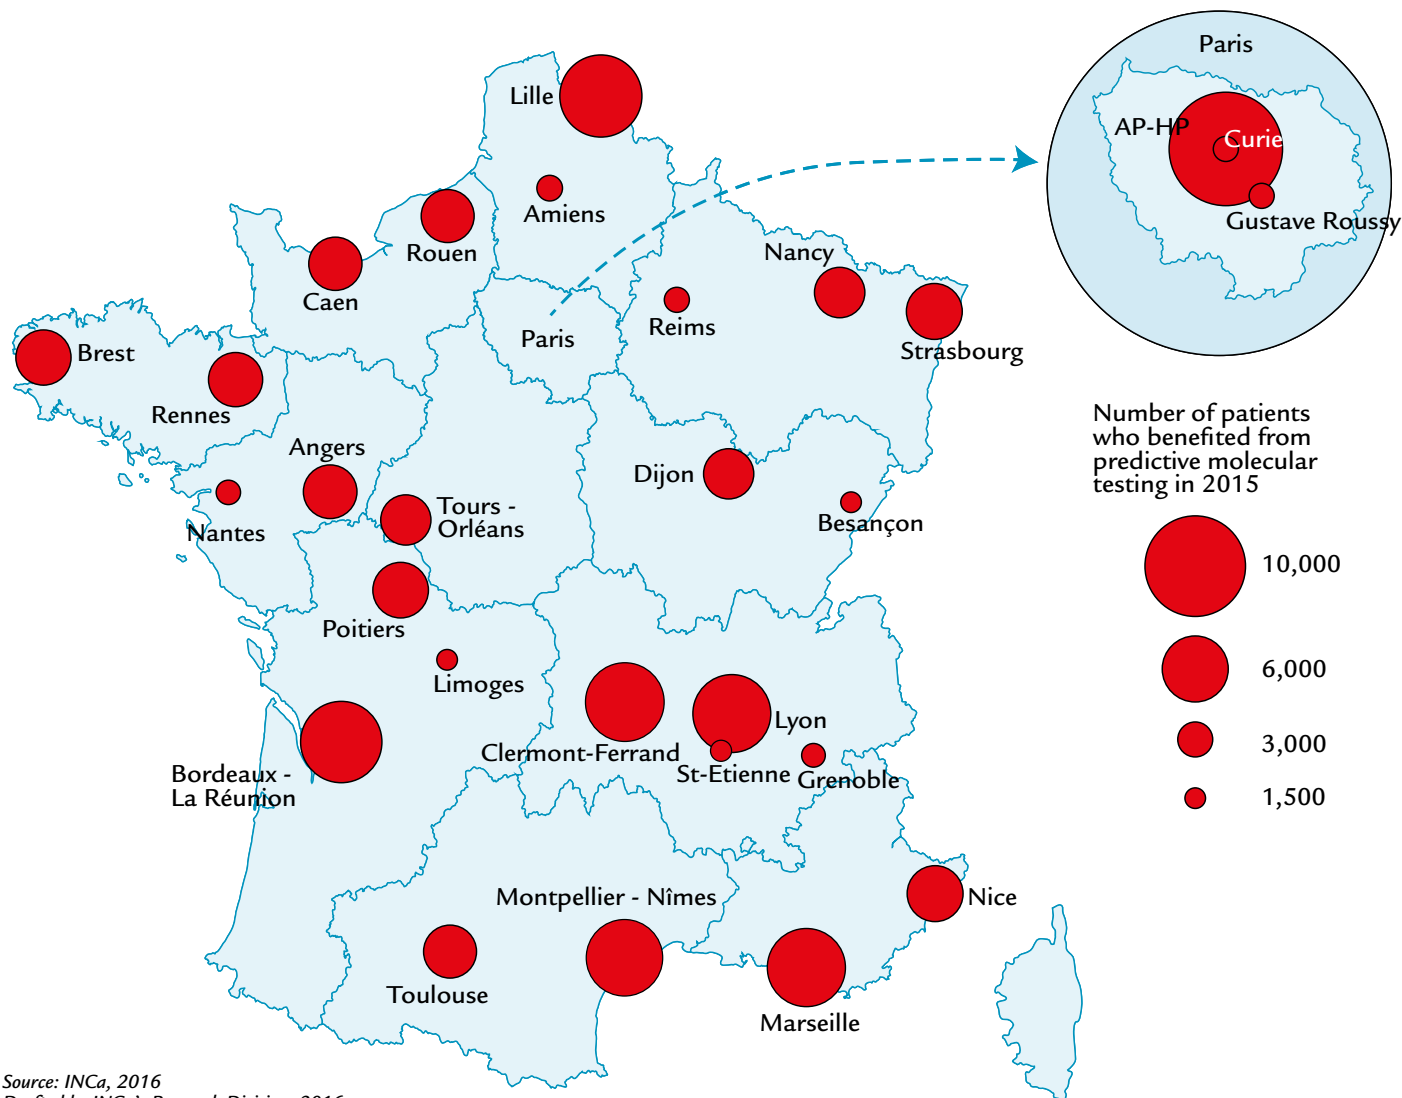 Paris
Lille
AP-HP
Curie
Amiens
Gustave Roussy
Rouen
Nancy
Caen
Reims
Paris
Strasbourg
Brest
Rennes
Number of patients
who benefited from
predictive molecular
testing in 2015
Angers
Dijon
Tours -
Orléans
Nantes
Besançon
10,000
Poitiers
6,000
Limoges
Lyon
Clermont-Ferrand
St-Etienne
Grenoble
3,000
Bordeaux -
La Réunion
1,500
Montpellier - Nîmes
Nice
Toulouse
Marseille
Source: INCa, 2016